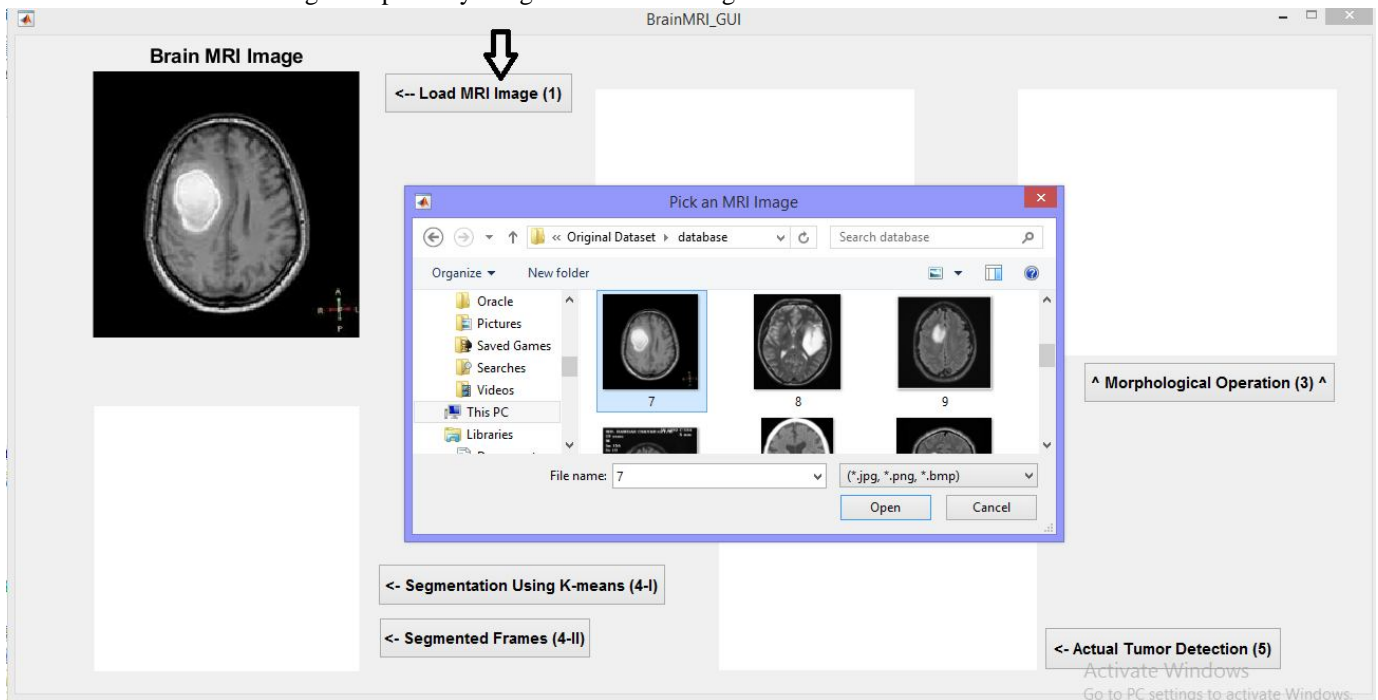 BrainMRI_GUI
Brain MRI Image
<-- Load MRI Image (1)
R
A
L
P
Pick an MRI Image
« Original Dataset ▸ database
Search database
Organize
New folder
Oracle
Pictures
Saved Games
Searches
Videos
This PC
Libraries
7
8
9
File name: 7
(*.jpg, *.png, *.bmp)
Open
Cancel
^ Morphological Operation (3) ^
<- Segmentation Using K-means (4-I)
<- Segmented Frames (4-II)
<- Actual Tumor Detection (5)
Activate Windows
Go to PC settings to activate Windows.